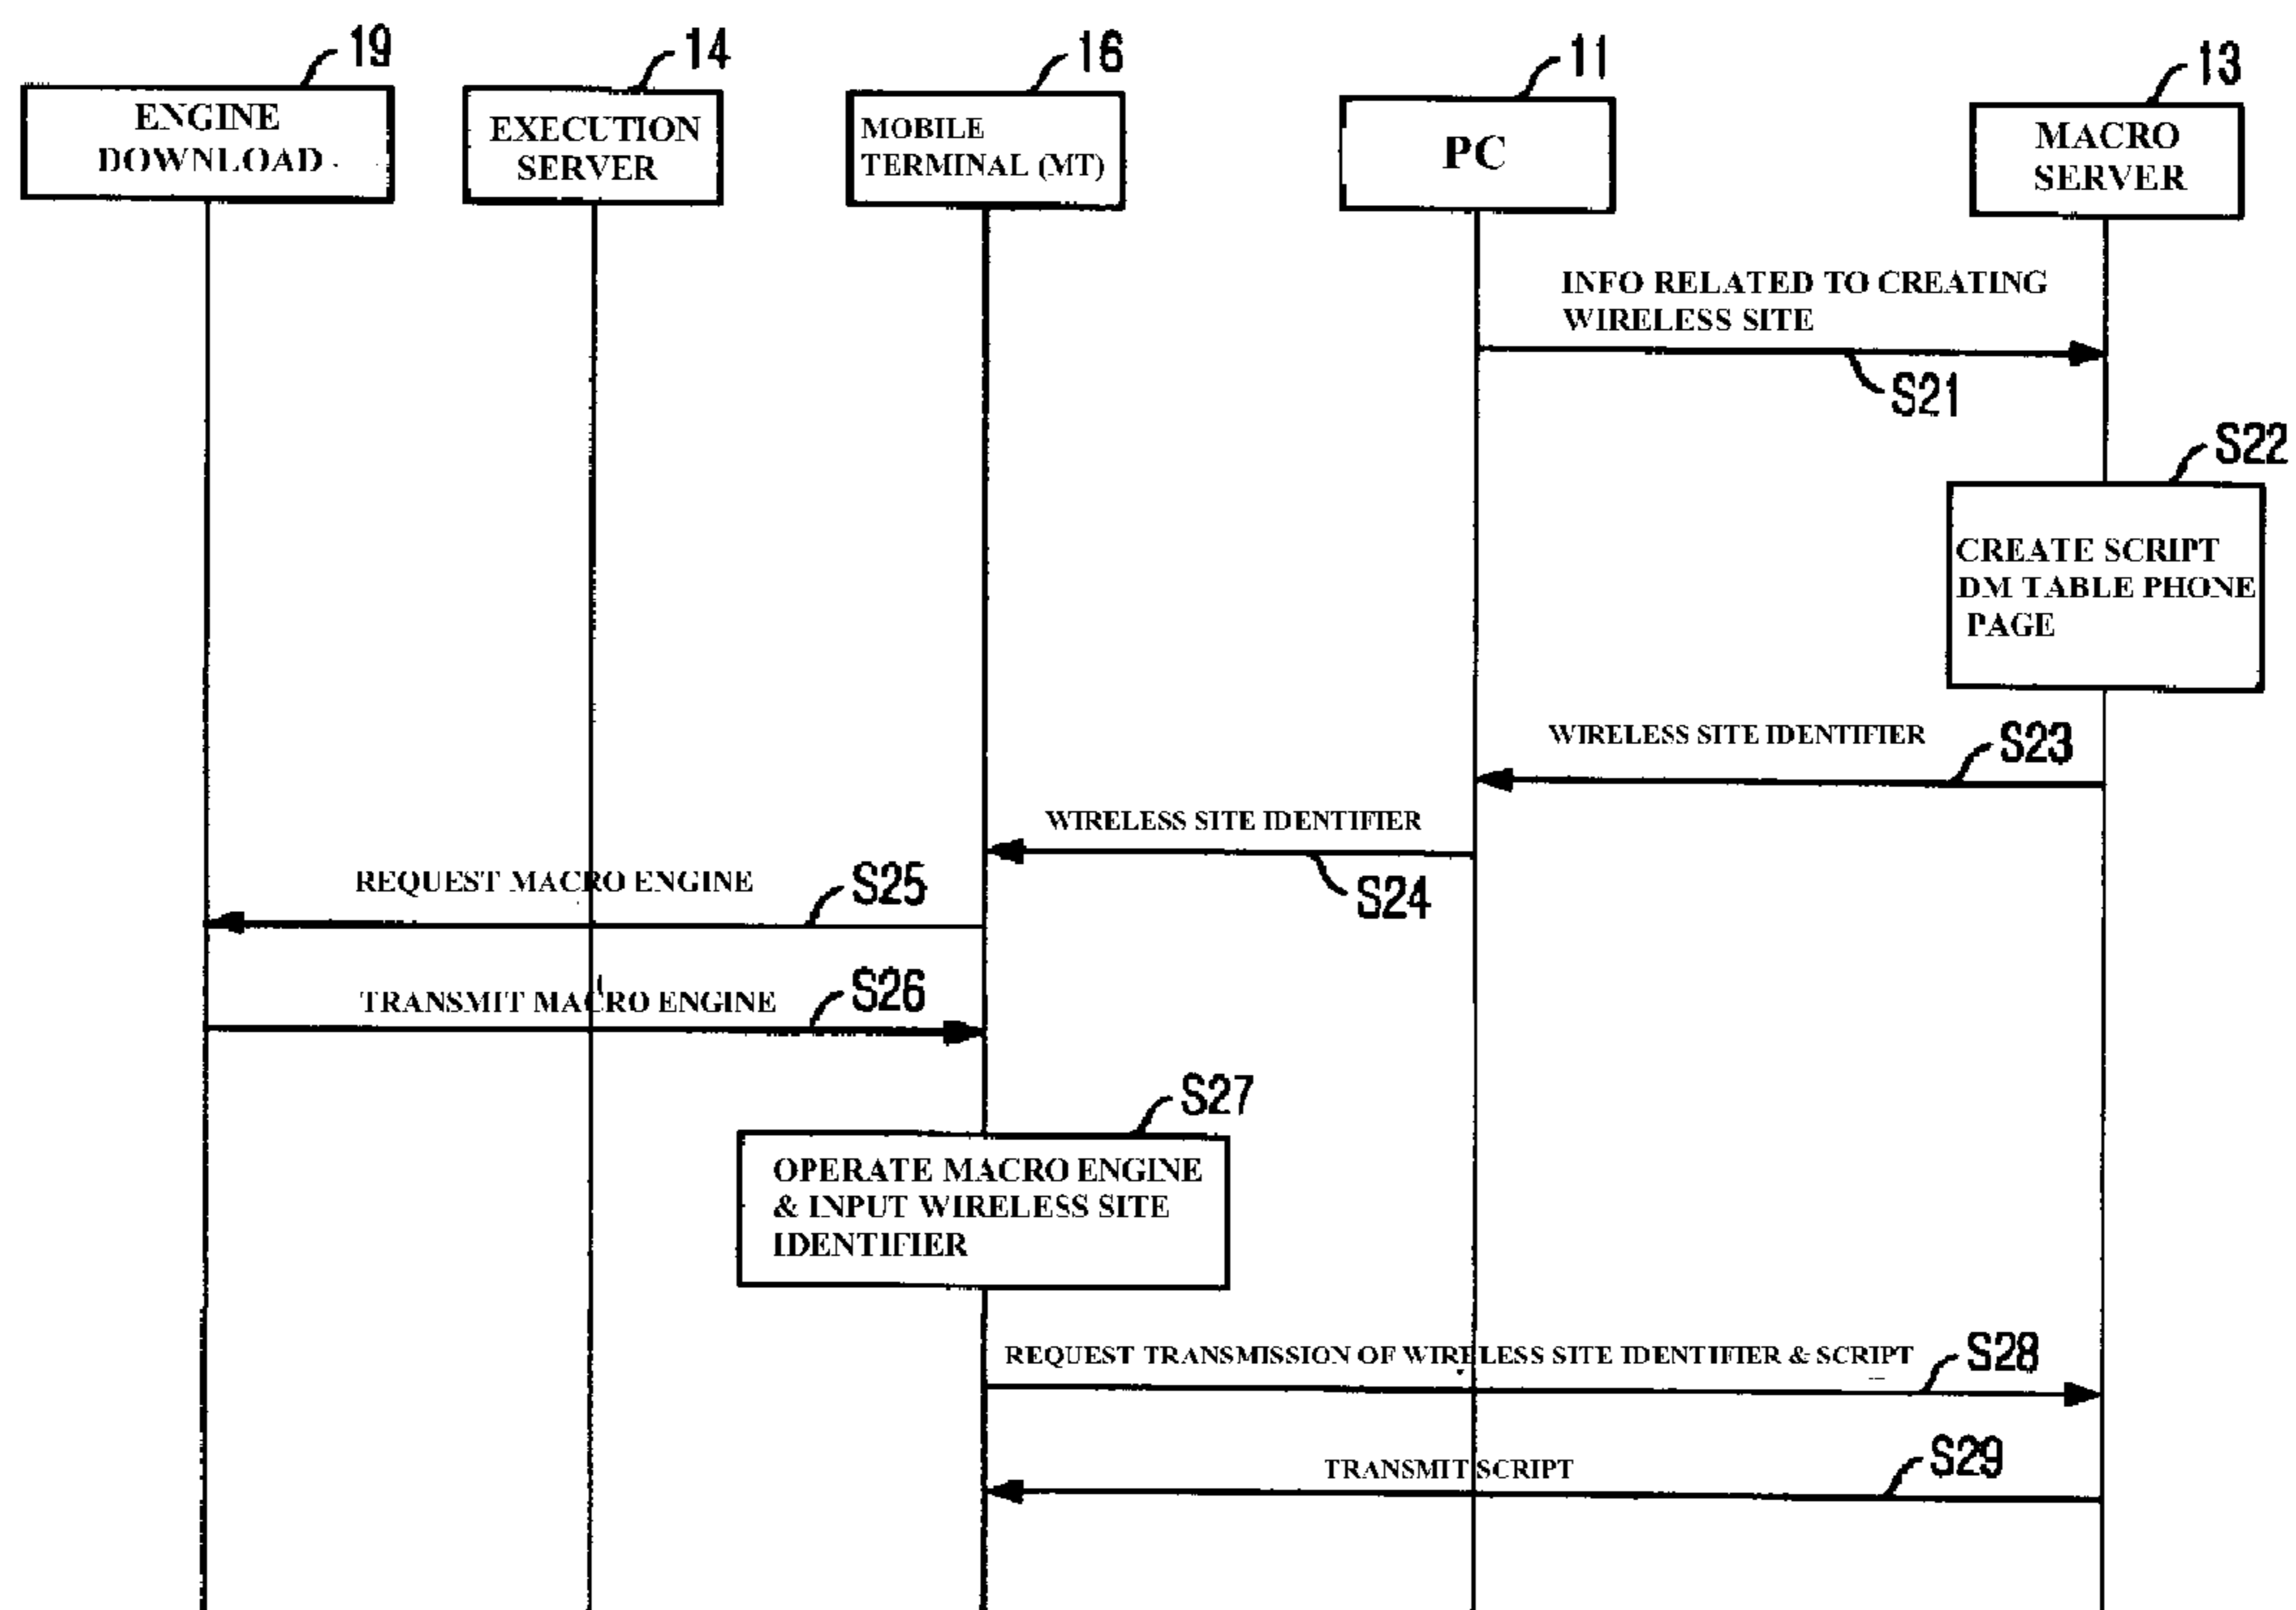 19
14
16
11
13
ENGINE
DOWNLOAD
EXECUTION
SERVER
MOBILE
TERMINAL (MT)
PC
MACRO
SERVER
INFO RELATED TO CREATING
WIRELESS SITE
S21
S22
CREATE SCRIPT
DM TABLE PHONE
PAGE
WIRELESS SITE IDENTIFIER
S23
WIRELESS SITE IDENTIFIER
S24
REQUEST MACRO ENGINE
S25
TRANSMIT MACRO ENGINE
S26
S27
OPERATE MACRO ENGINE
& INPUT WIRELESS SITE
IDENTIFIER
REQUEST TRANSMISSION OF WIRELESS SITE IDENTIFIER & SCRIPT
S28
TRANSMIT SCRIPT
S29